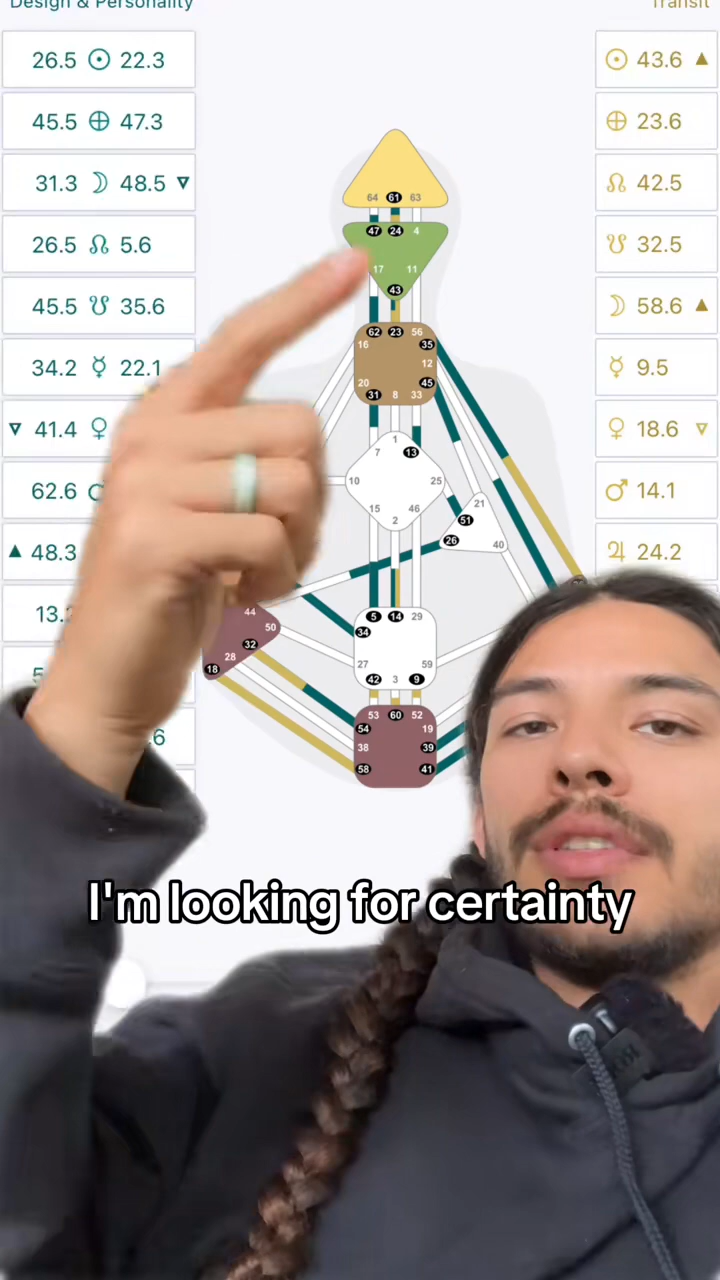 Design & Personality
Transit
26.5 ☉ 22.3
45.5 ⊕ 47.3
31.3 ☽ 48.5 ▽
26.5 ☊ 5.6
45.5 ☋ 35.6
34.2 ☿ 22.1
▽ 41.4 ♀
62.6
▲ 48.3
13.
6
☉ 43.6 ▲
⊕ 23.6
☊ 42.5
☋ 32.5
☽ 58.6 ▲
☿ 9.5
♀ 18.6 ▽
♂ 14.1
♃ 24.2
64 61 63
47 24 4
17 11
43
62 23 56
16 35
12
20 45
31 8 33
1
7 13
10 25
15 46
2
21
51
26 40
44
50
32
28
18
5 14 29
34
27 59
42 3 9
53 60 52
54 19
38 39
58 41
I'm looking for certainty